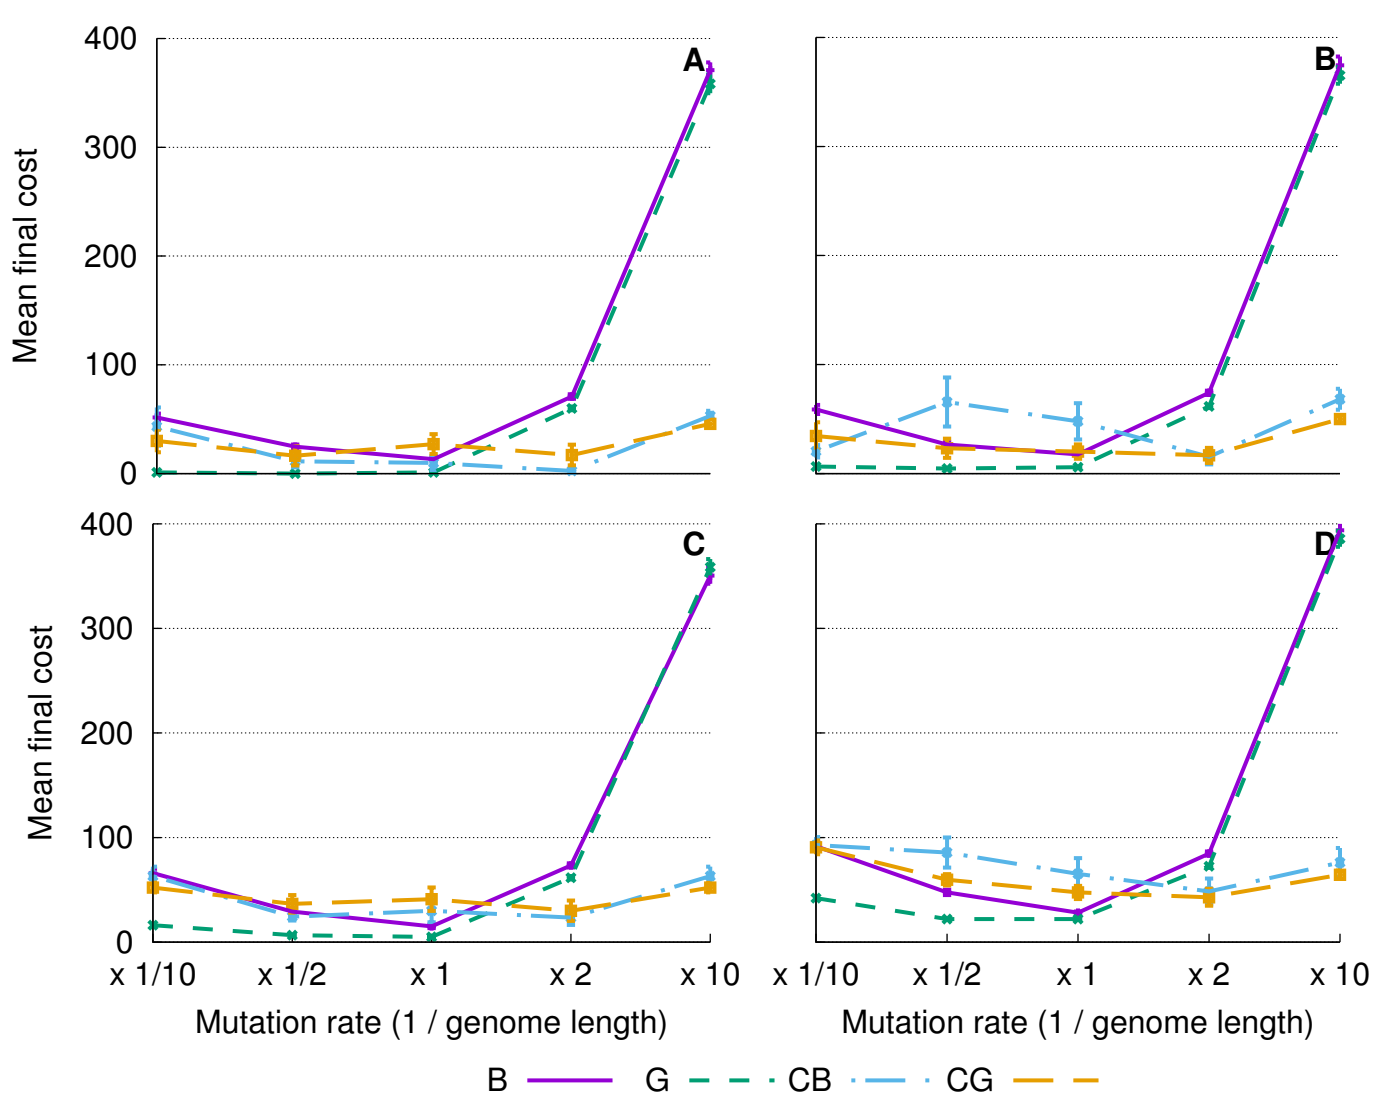 400
300
200
100
0
Mean final cost
A
B
400
300
200
100
0
Mean final cost
C
D
x 1/10 x 1/2 x 1 x 2 x 10
x 1/10 x 1/2 x 1 x 2 x 10
Mutation rate (1 / genome length)
Mutation rate (1 / genome length)
B G CB CG